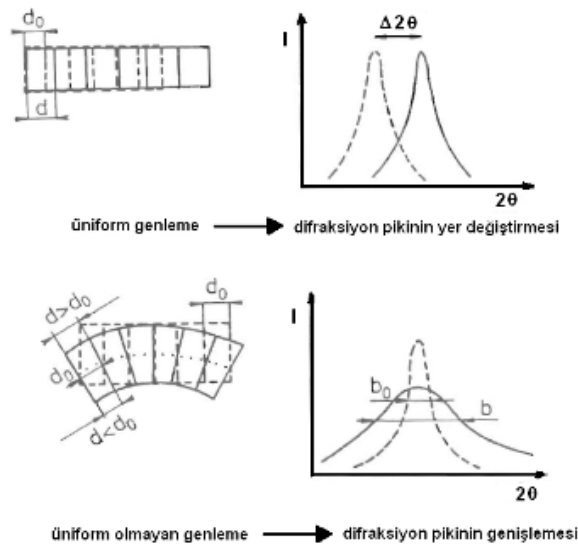 d₀
d
I
Δ2θ
2θ
üniform genleme → difraksiyon pikinin yer değiştirmesi
d>d₀
d₀
d₀
d<d₀
I
b₀
b
2θ
üniform olmayan genleme → difraksiyon pikinin genişlemesi